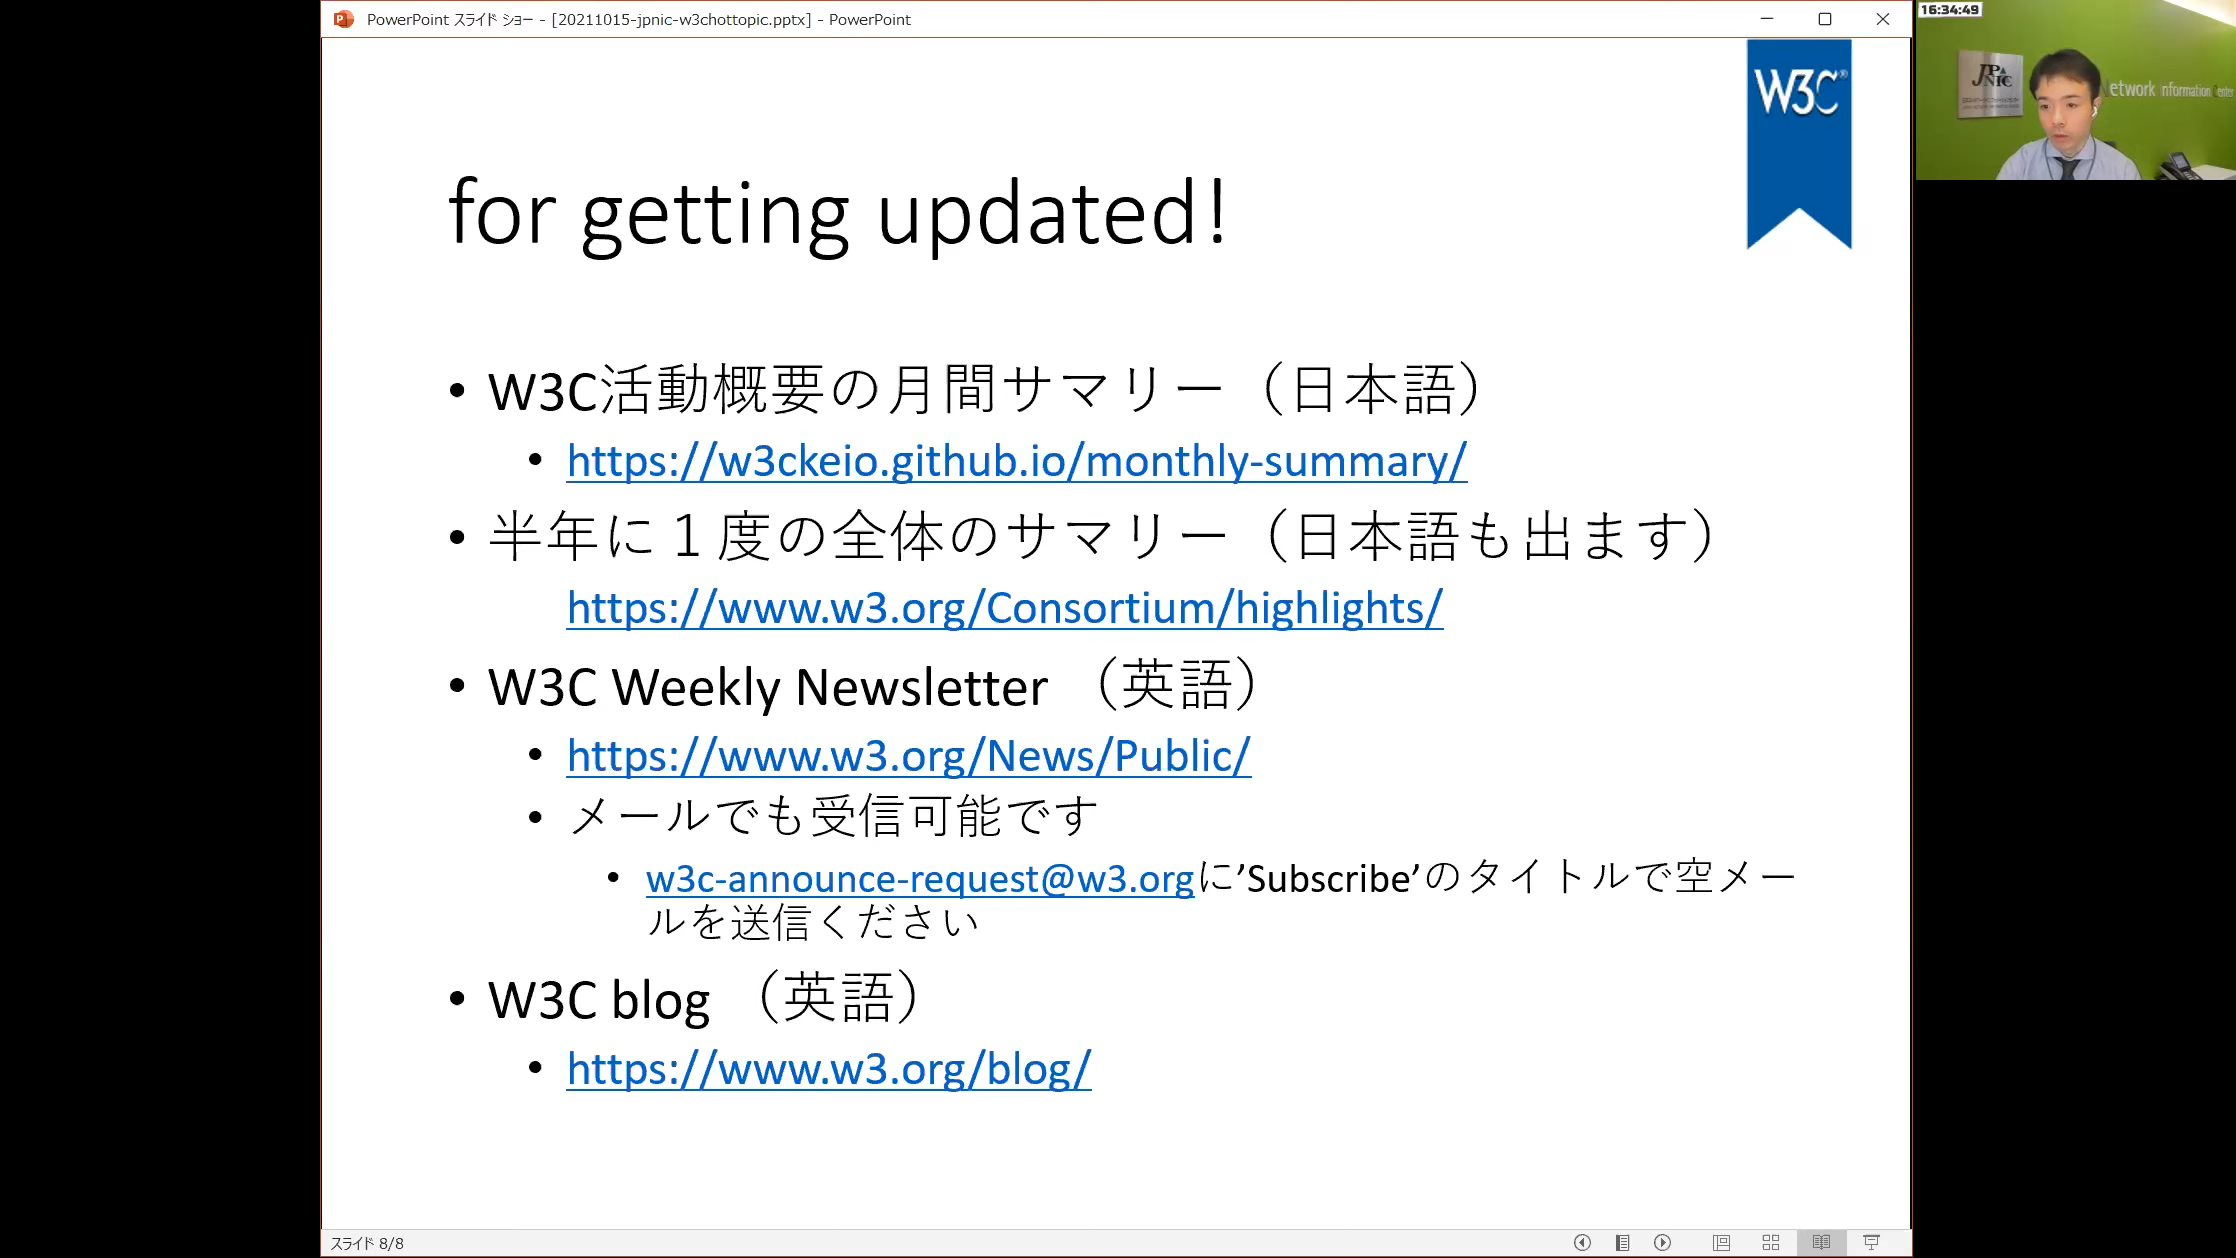 PowerPoint スライド ショー - [20211015-jpnic-w3chottopic.pptx] - PowerPoint
16:34:49
W3C®
JPNIC
Network Information Center
for getting updated!
• W3C活動概要の月間サマリー（日本語）
• https://w3ckeio.github.io/monthly-summary/
• 半年に１度の全体のサマリー（日本語も出ます）
https://www.w3.org/Consortium/highlights/
• W3C Weekly Newsletter （英語）
• https://www.w3.org/News/Public/
• メールでも受信可能です
• w3c-announce-request@w3.orgに’Subscribe’のタイトルで空メー
ルを送信ください
• W3C blog （英語）
• https://www.w3.org/blog/
スライド 8/8